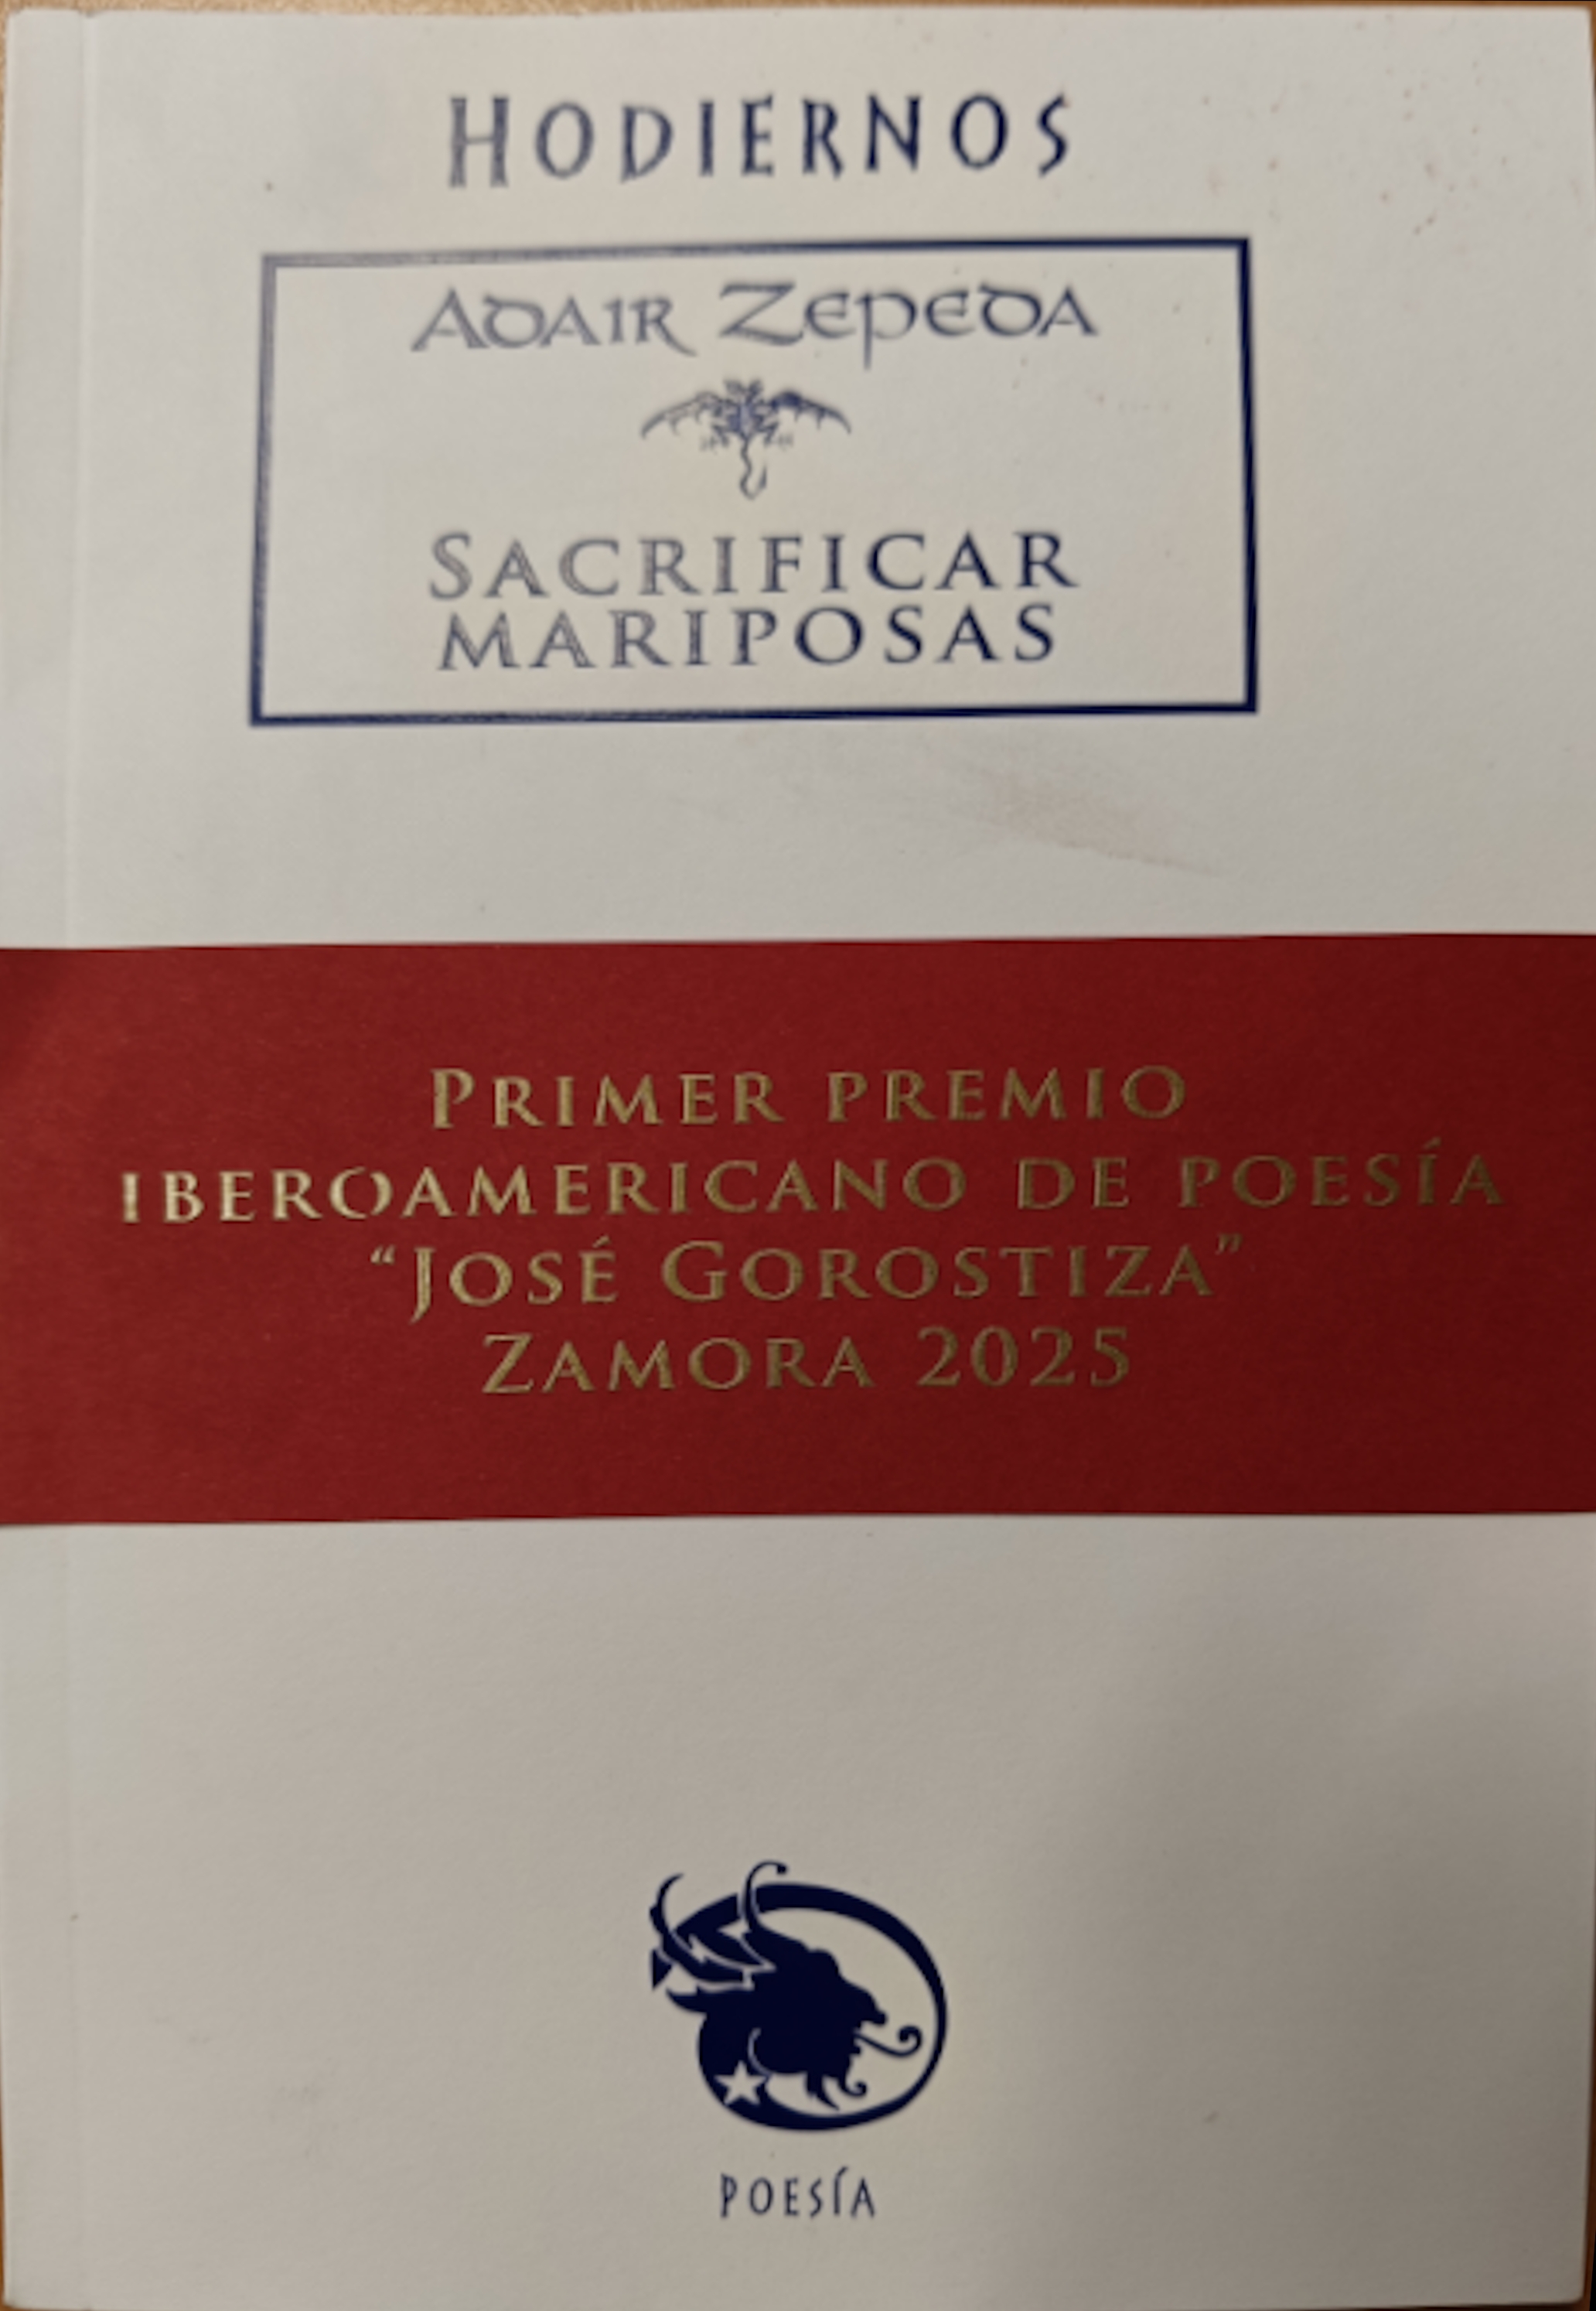 HODIERNOS
ADAIR ZEPEDA
SACRIFICAR
MARIPOSAS
PRIMER PREMIO
IBEROAMERICANO DE POESÍA
“JOSÉ GOROSTIZA”
ZAMORA 2025
POESÍA